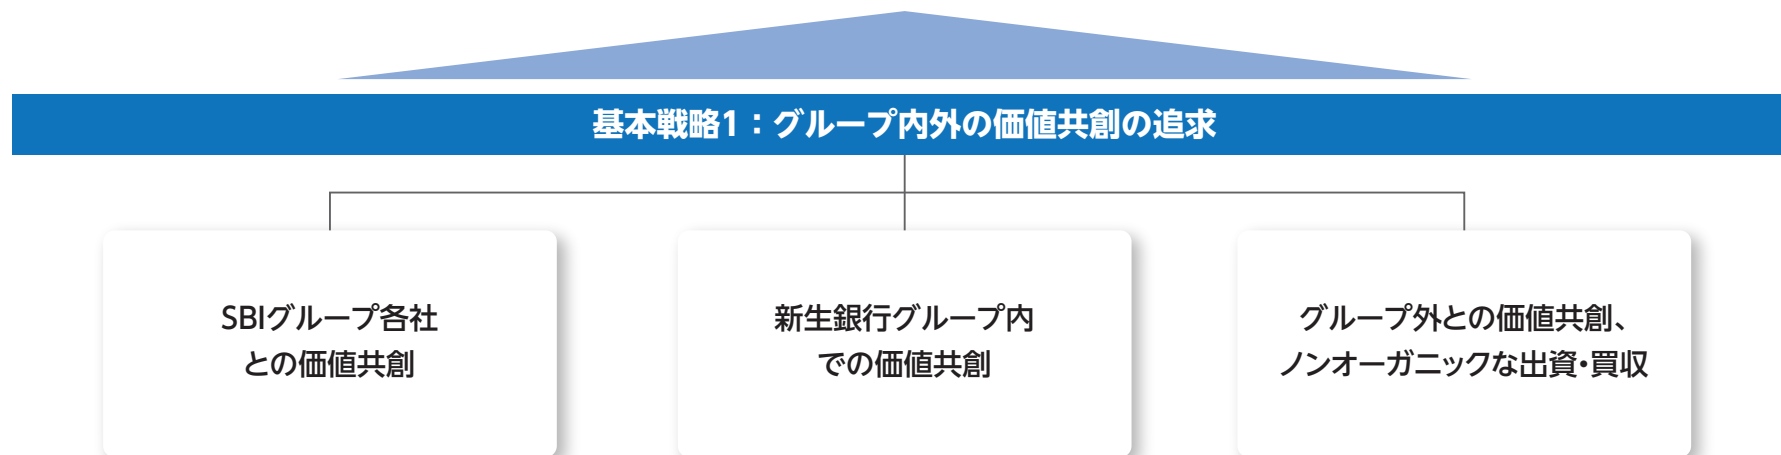 基本戦略1：グループ内外の価値共創の追求
SBIグループ各社
との価値共創
新生銀行グループ内
での価値共創
グループ外との価値共創、
ノンオーガニックな出資・買収